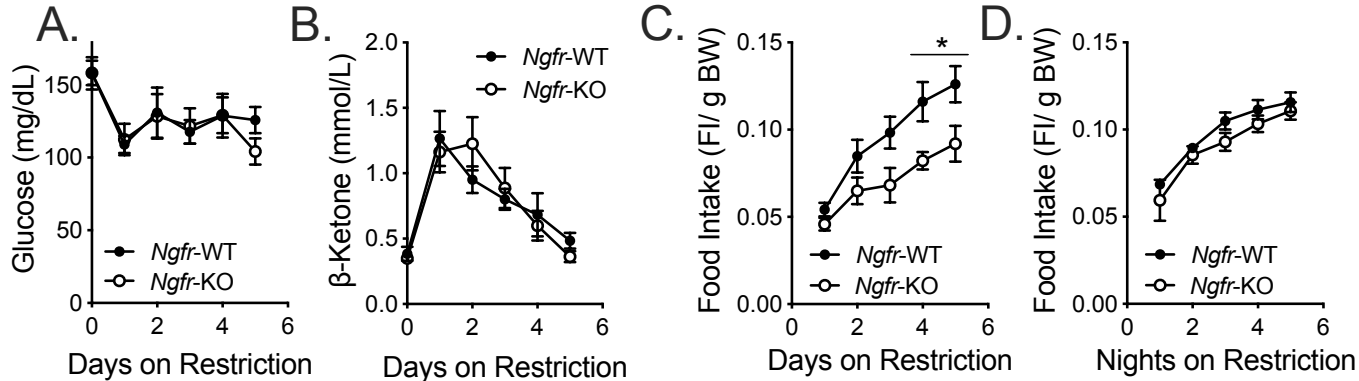 A.
Glucose (mg/dL)
150
100
50
0
0 2 4 6
Days on Restriction
Ngfr-WT
Ngfr-KO
B.
β-Ketone (mmol/L)
2.0
1.5
1.0
0.5
0.0
0 2 4 6
Days on Restriction
Ngfr-WT
Ngfr-KO
C.
Food Intake (FI/ g BW)
0.15
0.10
0.05
0.00
0 2 4 6
Days on Restriction
*
Ngfr-WT
Ngfr-KO
D.
Food Intake (FI/ g BW)
0.15
0.10
0.05
0.00
0 2 4 6
Nights on Restriction
Ngfr-WT
Ngfr-KO